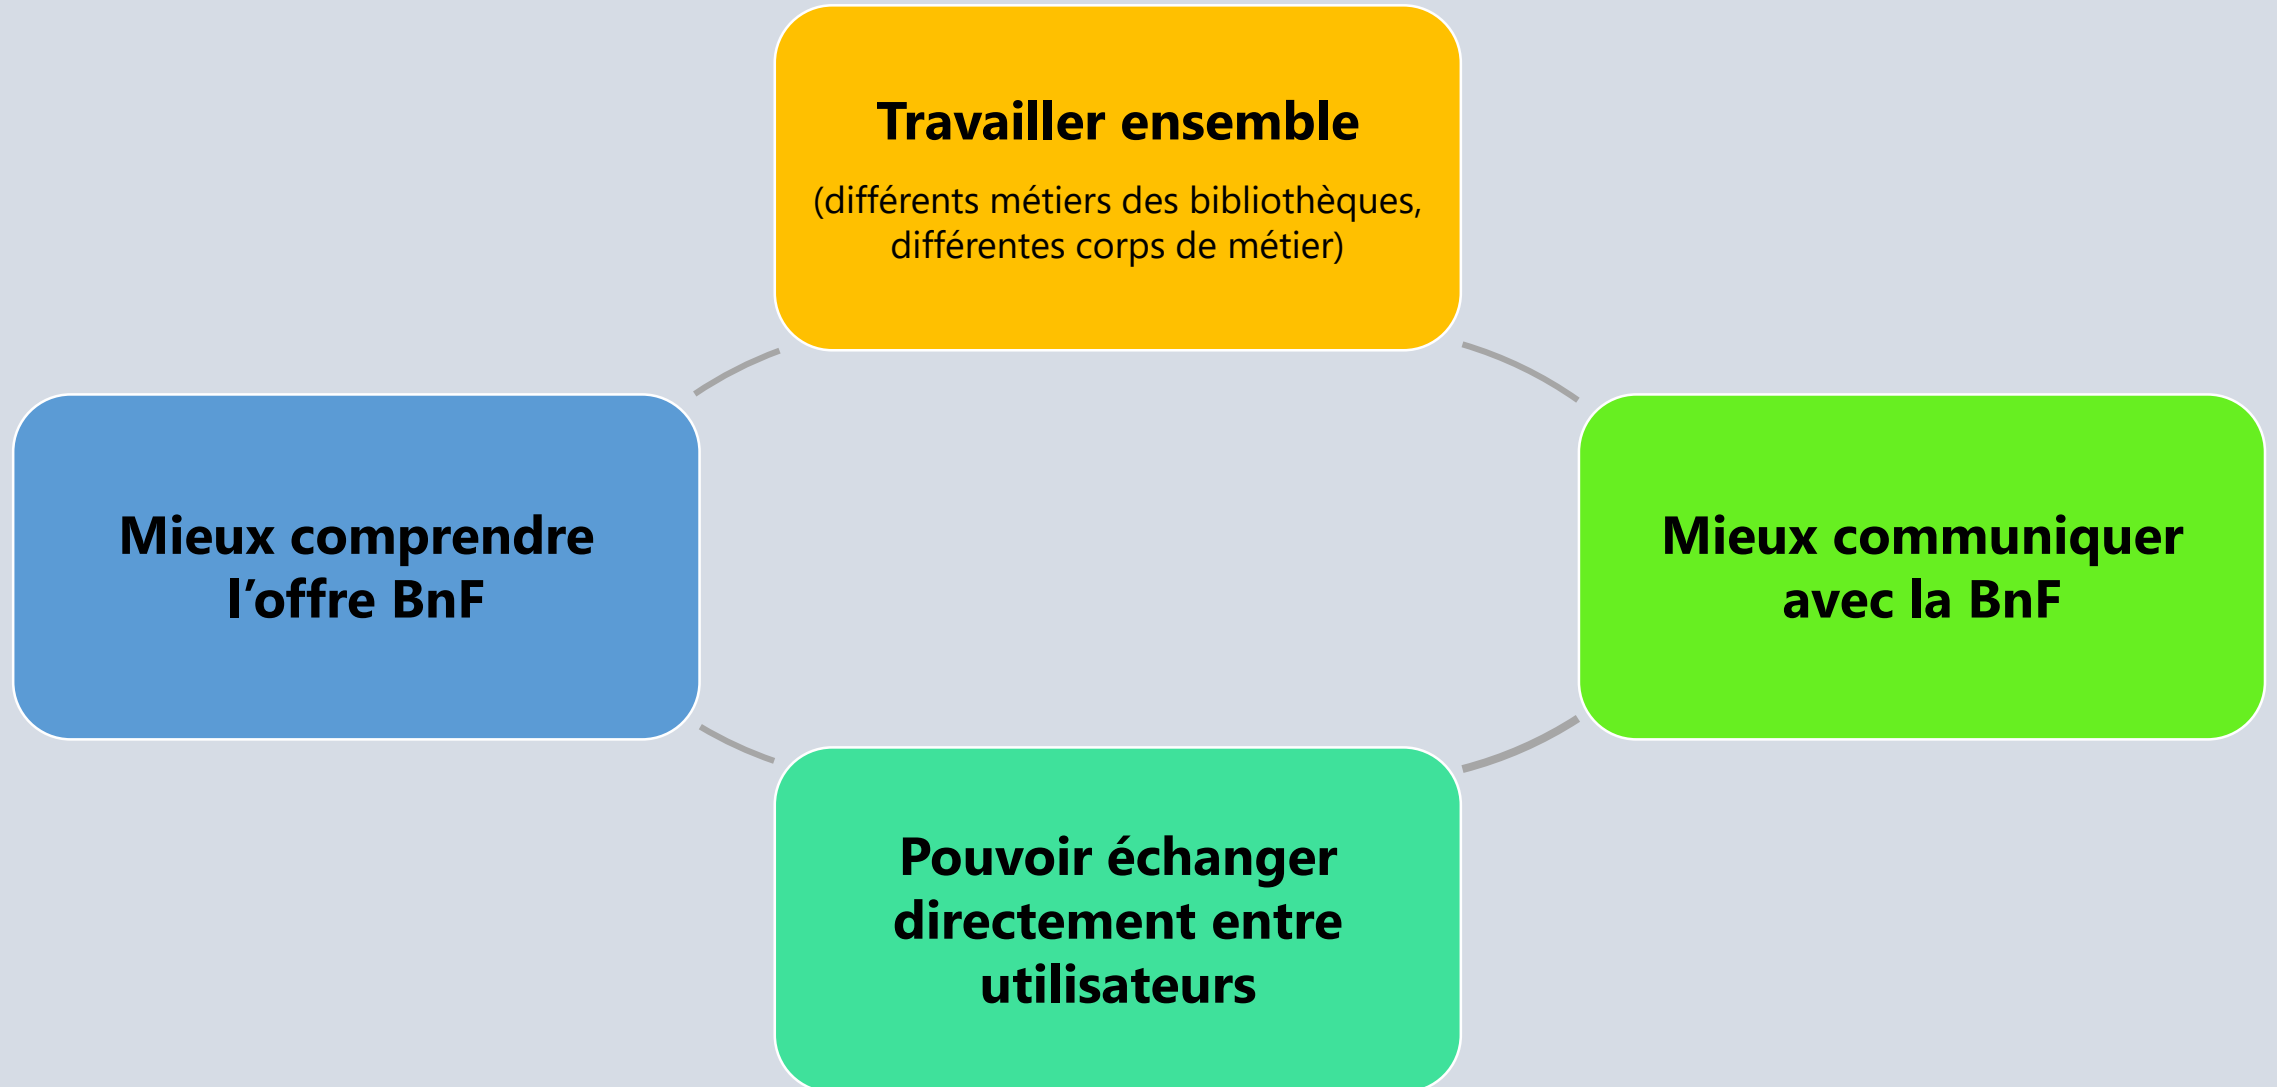 Travailler ensemble
(différents métiers des bibliothèques,
différentes corps de métier)
Mieux comprendre
l’offre BnF
Mieux communiquer
avec la BnF
Pouvoir échanger
directement entre
utilisateurs